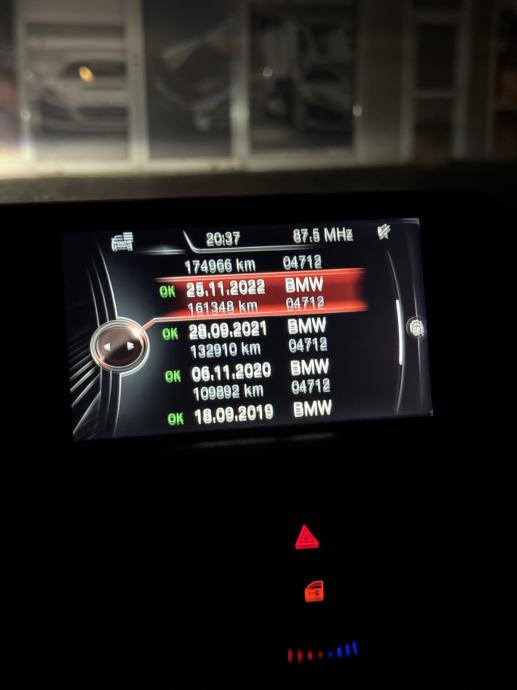 20:37 87.5 MHz
174966 km 04712
OK 25.11.2022 BMW
161348 km 04712
OK 28.09.2021 BMW
132910 km 04712
OK 06.11.2020 BMW
109892 km 04712
OK 18.09.2019 BMW